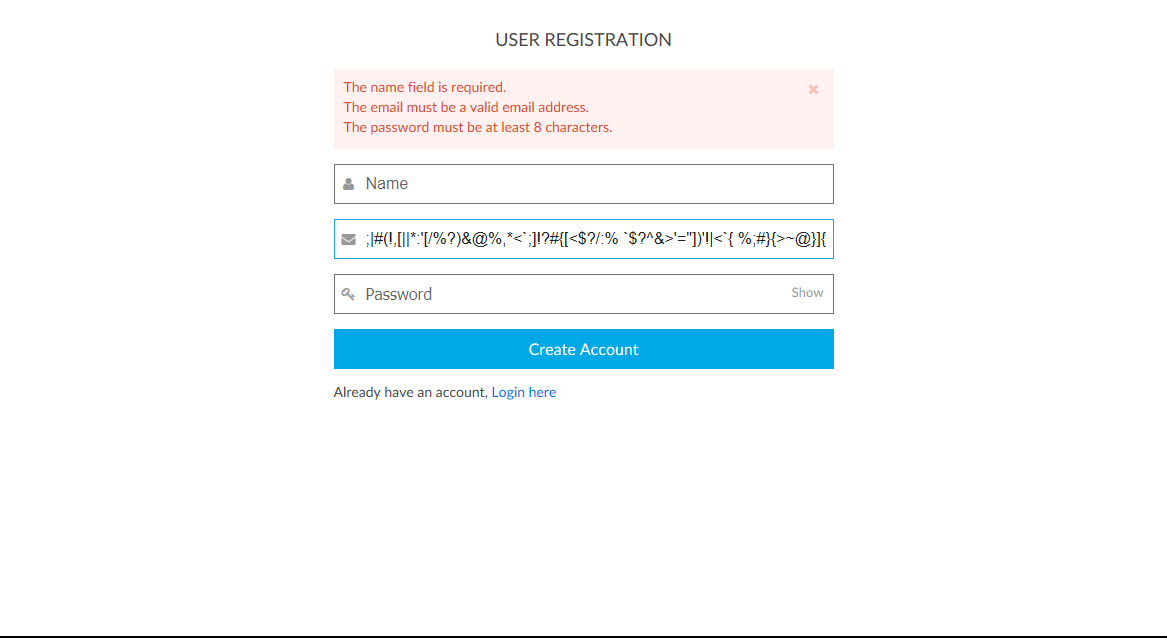 USER REGISTRATION
The name field is required.
The email must be a valid email address.
The password must be at least 8 characters.
Name
;|#(!,[||*:'[/%?)&@%,*<`;]!?#{[<$?/:% `$?^&>'="])'!|<`{ %;#}{>~@}]{
Password
Show
Create Account
Already have an account, Login here